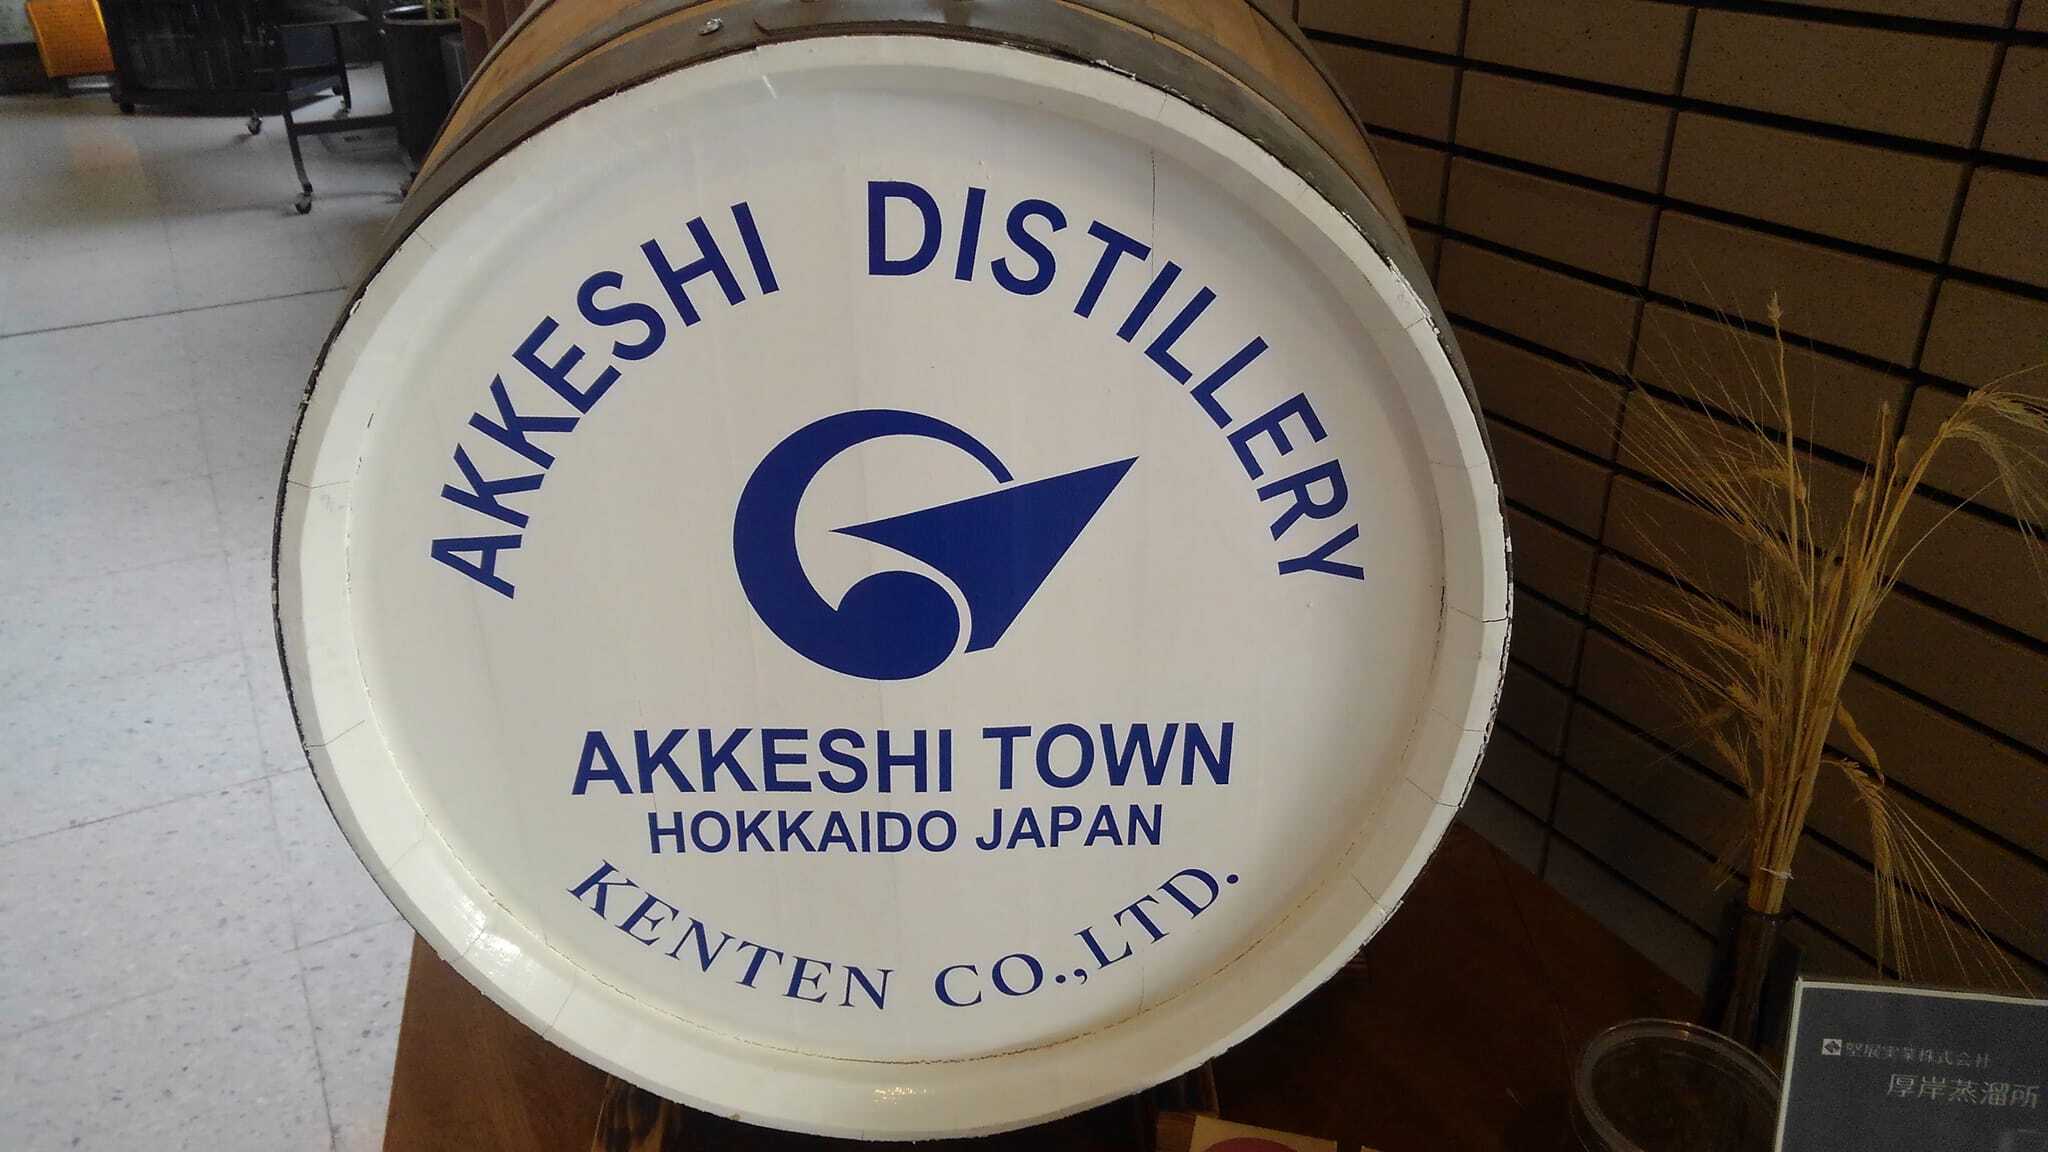 AKKESHI DISTILLERY
AKKESHI TOWN
HOKKAIDO JAPAN
KENTEN CO.,LTD.
堅展実業株式会社
厚岸蒸溜所